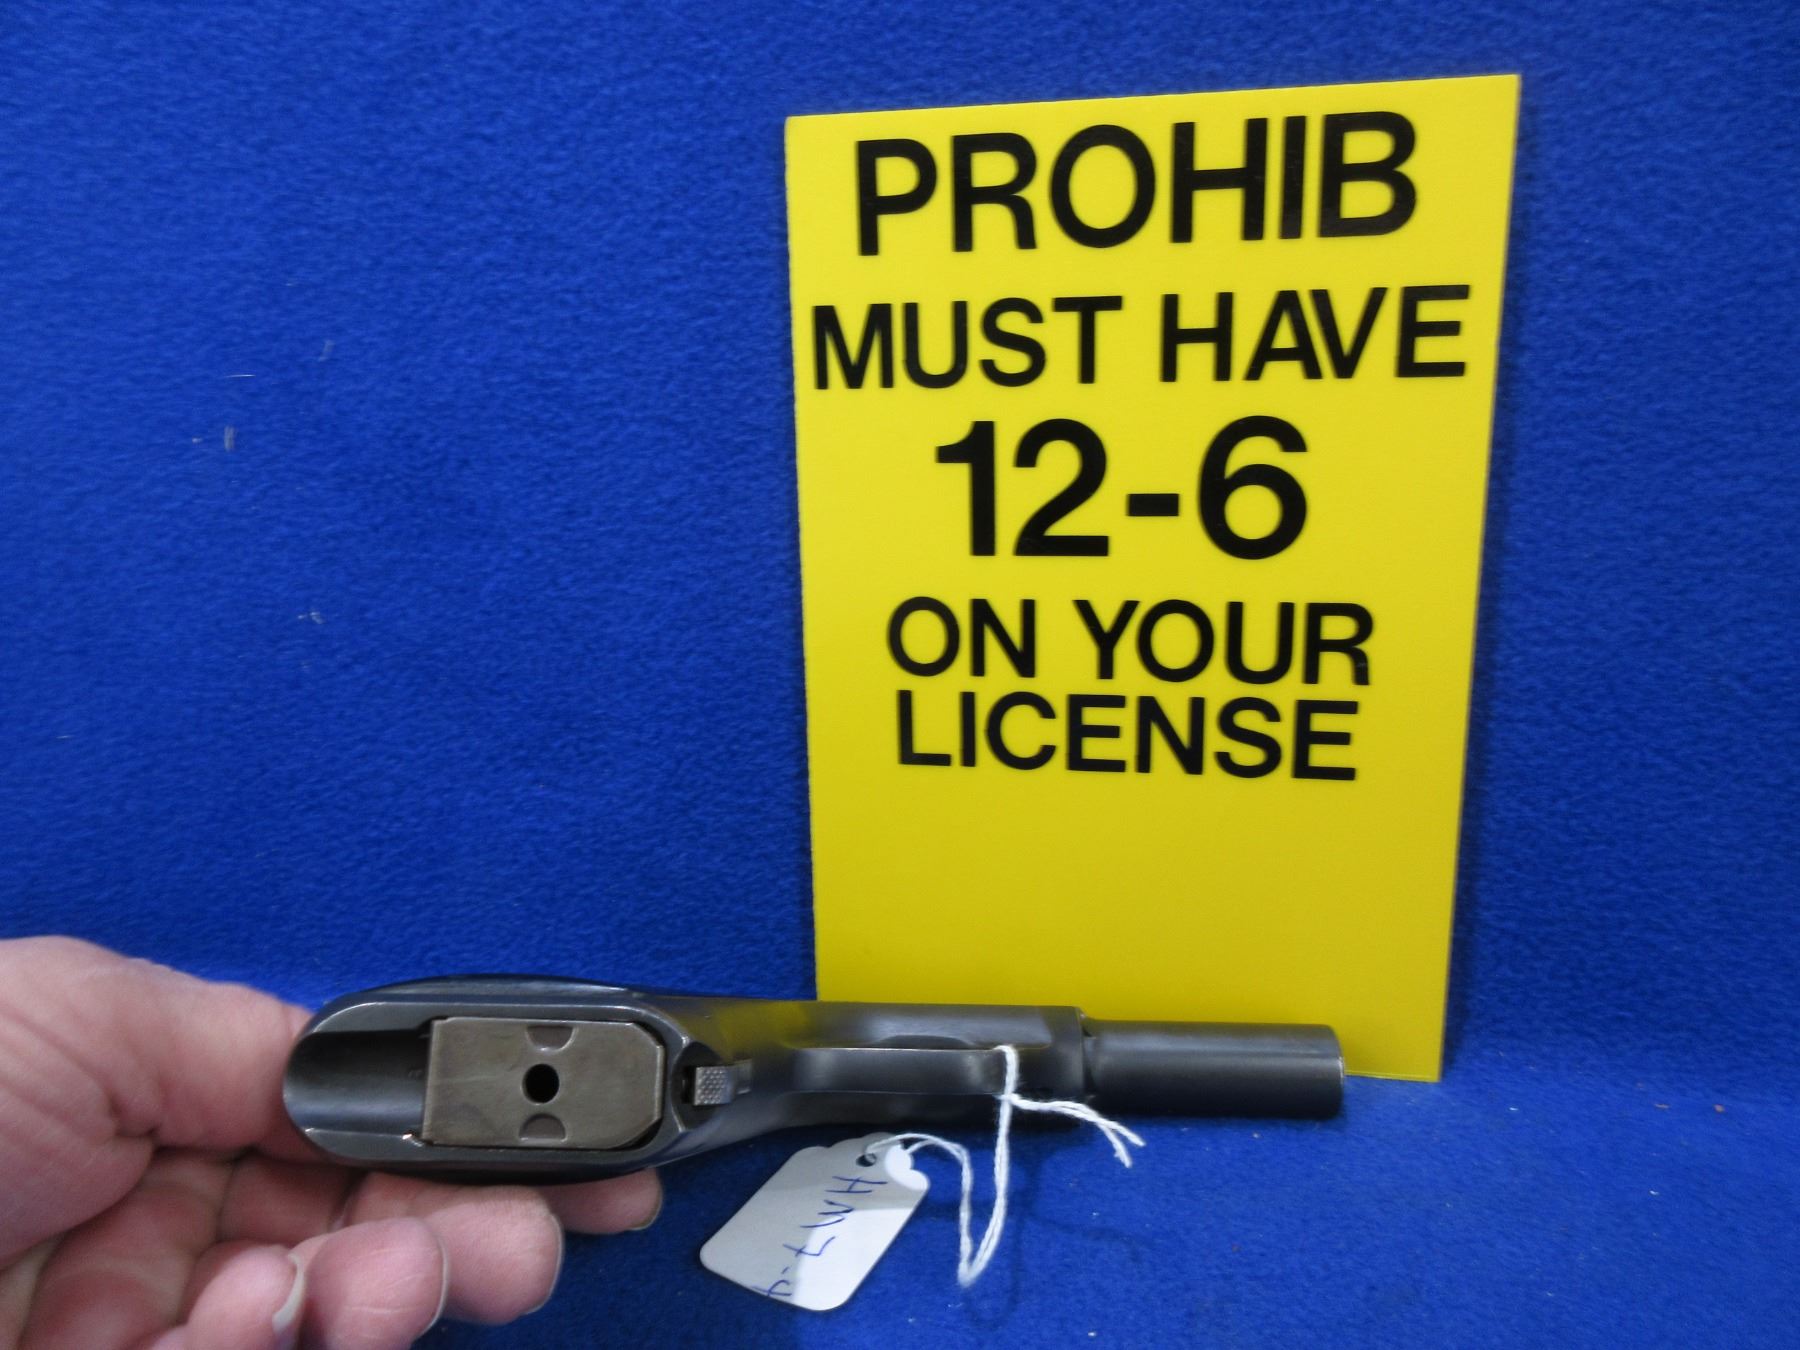 PROHIB
MUST HAVE
12-6
ON YOUR
LICENSE